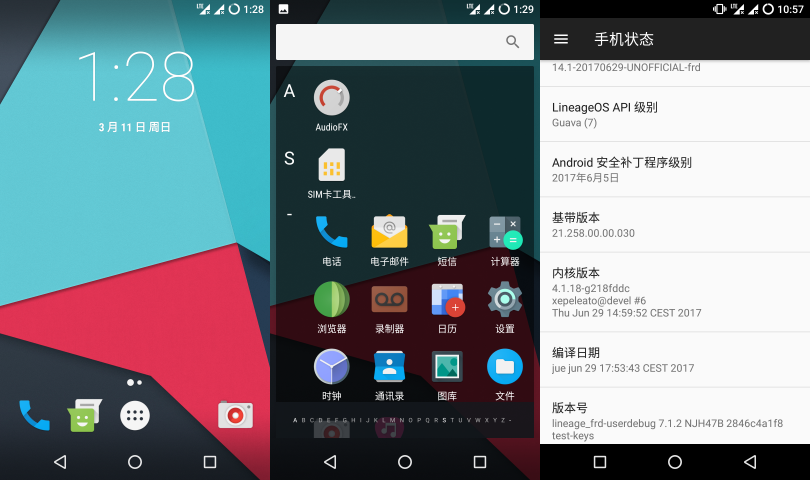 LTE 1:28
1:28
3月11日 周日
LTE 1:29
A
AudioFX
S
SIM卡工具..
-
电话 电子邮件 短信 计算器
浏览器 录制器 日历 设置
时钟 通讯录 图库 文件
A B C D E F G H I J K L M N O P Q R S T U V W X Y Z -
LTE 10:57
手机状态
14.1-20170629-UNOFFICIAL-frd
LineageOS API 级别
Guava (7)
Android 安全补丁程序级别
2017年6月5日
基带版本
21.258.00.00.030
内核版本
4.1.18-g218fddc
xepeleato@devel #6
Thu Jun 29 14:59:52 CEST 2017
编译日期
jue jun 29 17:53:43 CEST 2017
版本号
lineage_frd-userdebug 7.1.2 NJH47B 2846c4a1f8
test-keys